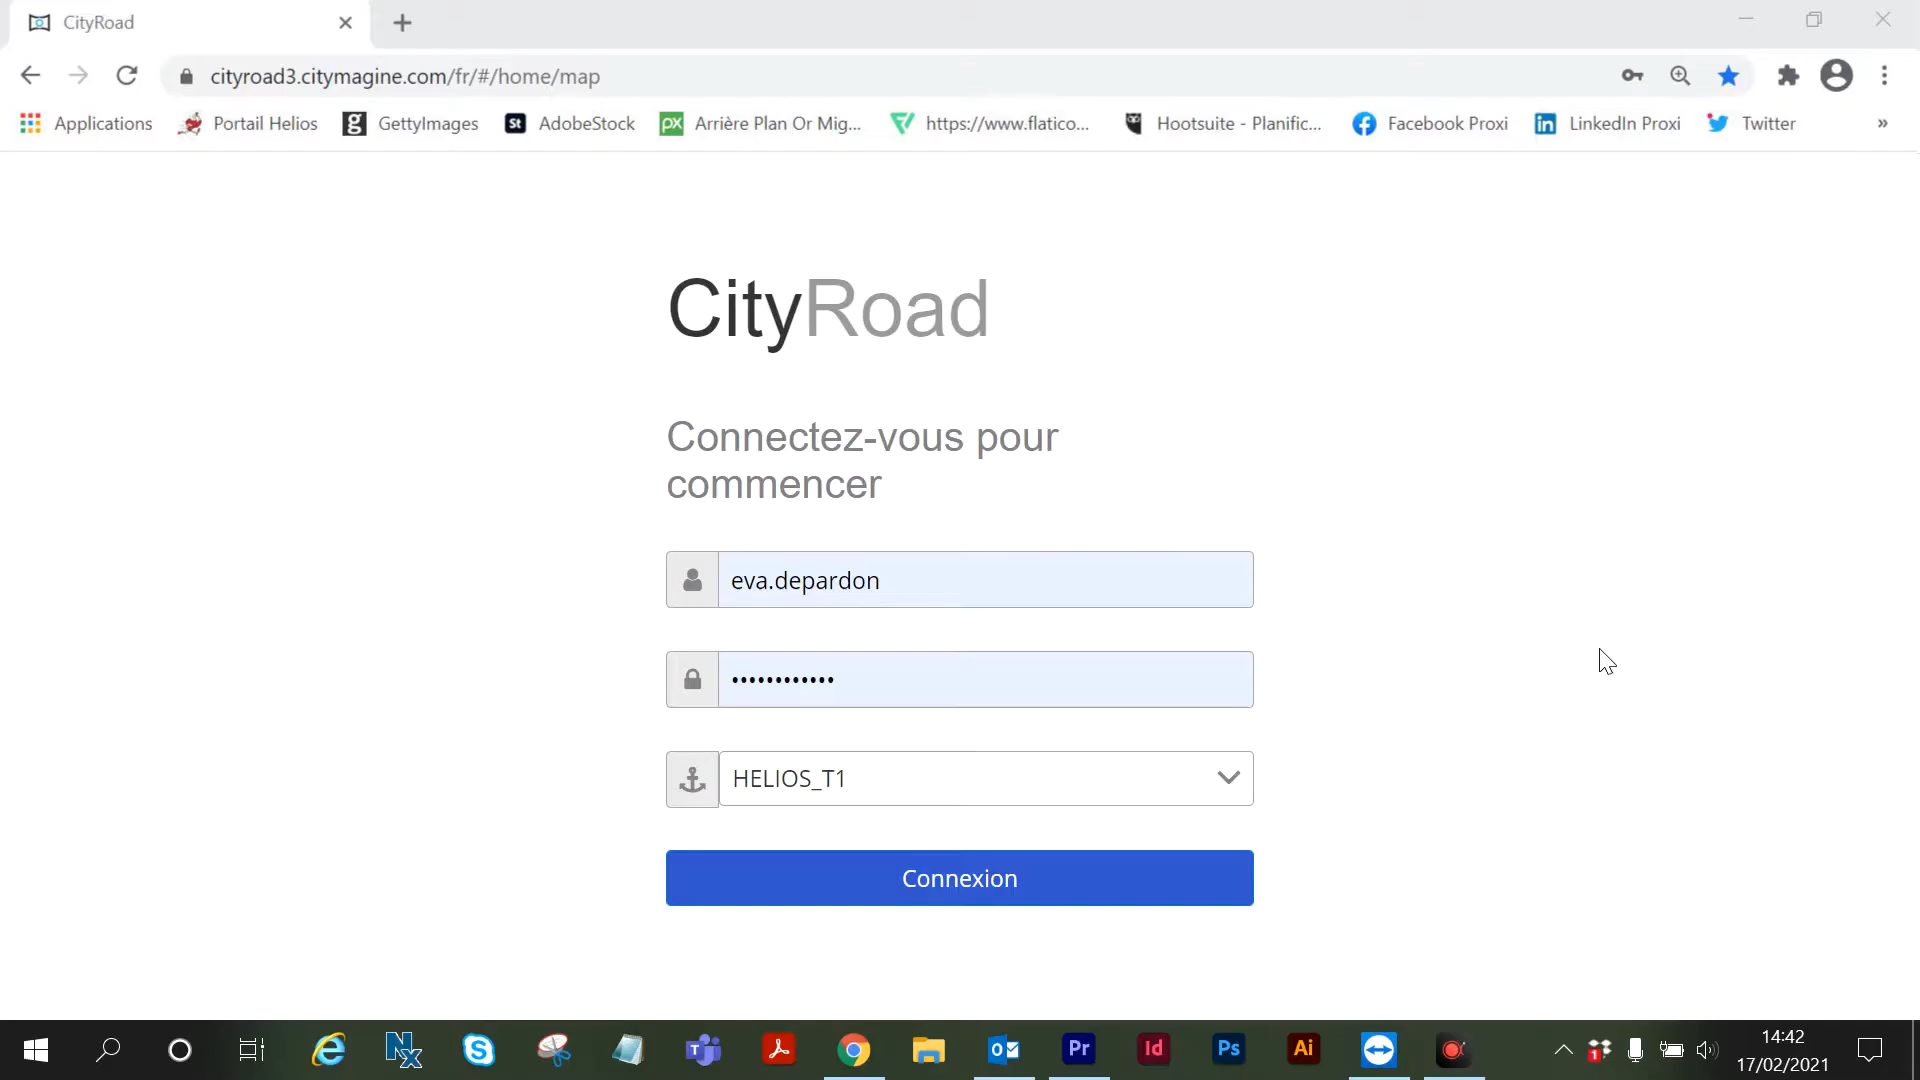 CityRoad
cityroad3.citymagine.com/fr/#/home/map
Applications Portail Helios GettyImages AdobeStock Arrière Plan Or Mig... https://www.flatico... Hootsuite - Planific... Facebook Proxi LinkedIn Proxi Twitter »
CityRoad
Connectez-vous pour
commencer
eva.depardon
••••••••••••
HELIOS_T1
Connexion
14:42
17/02/2021